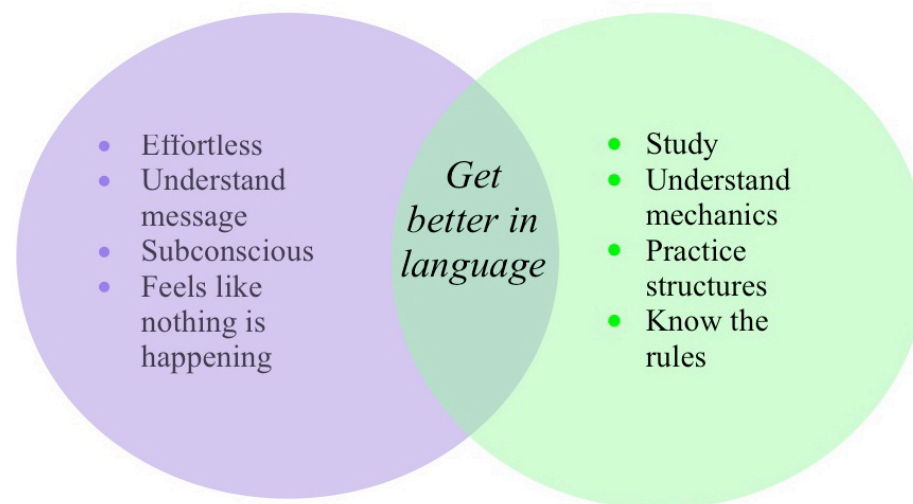 • Effortless
• Understand
message
• Subconscious
• Feels like
nothing is
happening
Get
better in
language
• Study
• Understand
mechanics
• Practice
structures
• Know the
rules